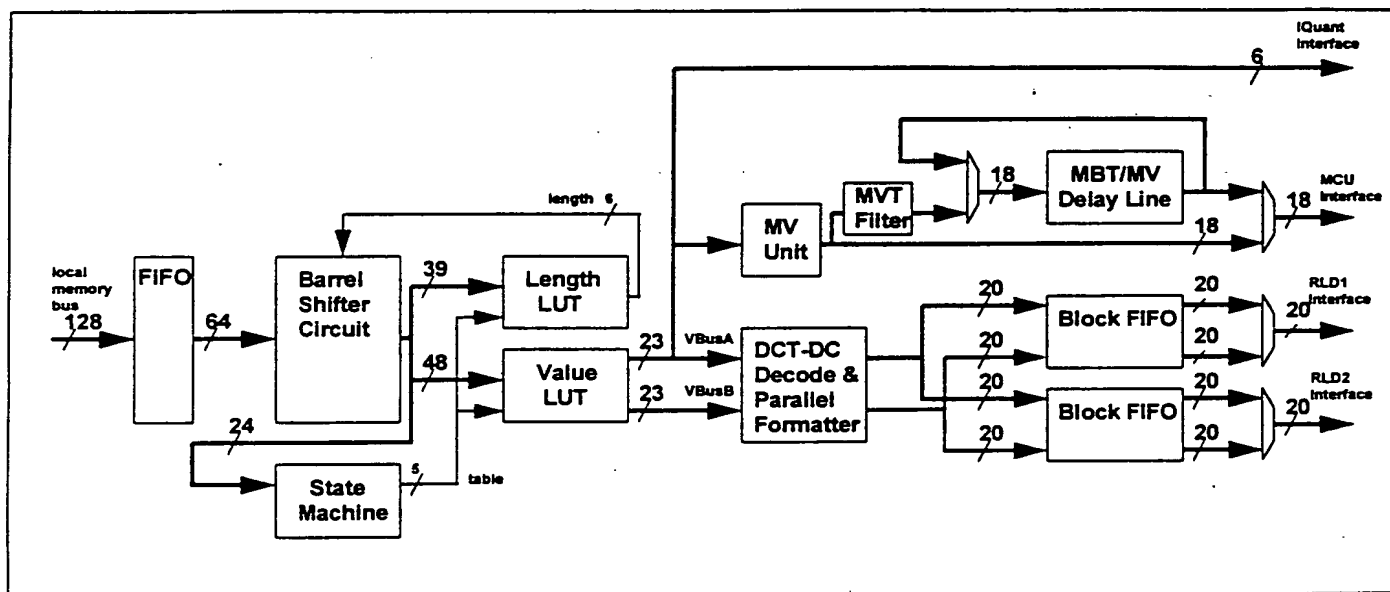 IQuant
Interface
6
18
MBT/MV
Delay Line
MCU
Interface
18
length 6
MVT
Filter
MV
Unit
18
local
memory
bus
128
FIFO
64
Barrel
Shifter
Circuit
39
Length
LUT
48
Value
LUT
23
VBusA
23
VBusB
DCT-DC
Decode &
Parallel
Formatter
20
20
20
20
Block FIFO
20
20
RLD1
Interface
20
Block FIFO
20
20
RLD2
Interface
20
24
State
Machine
5
table